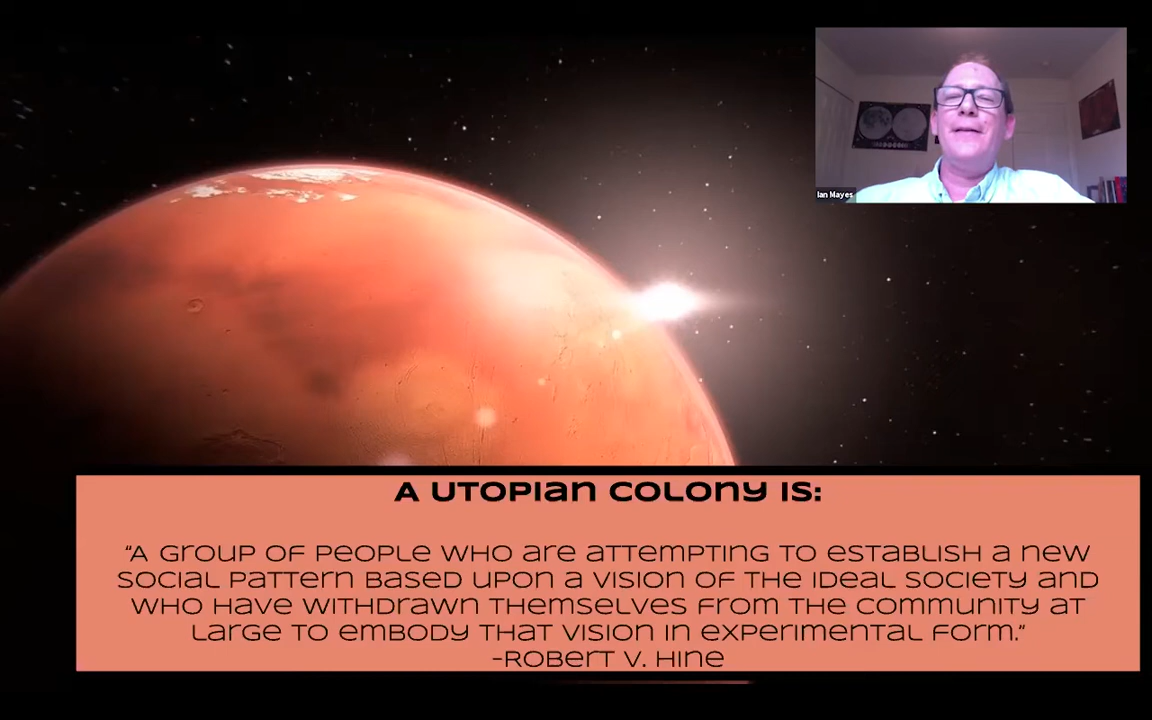 Ian Mayes
A UTOPIAN COLONY IS:
"A GROUP OF PEOPLE WHO ARE ATTEMPTING TO ESTABLISH A NEW
SOCIAL PATTERN BASED UPON A VISION OF THE IDEAL SOCIETY AND
WHO HAVE WITHDRAWN THEMSELVES FROM THE COMMUNITY AT
LARGE TO EMBODY THAT VISION IN EXPERIMENTAL FORM."
-ROBERT V. HINE